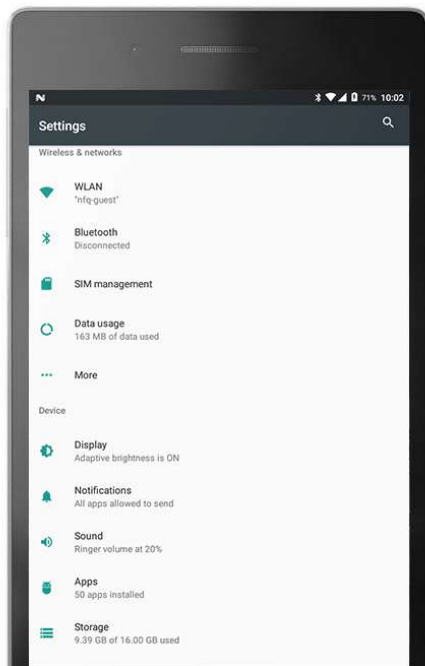 71% 10:02
Settings
Wireless & networks
WLAN
"nfq-guest"
Bluetooth
Disconnected
SIM management
Data usage
163 MB of data used
More
Device
Display
Adaptive brightness is ON
Notifications
All apps allowed to send
Sound
Ringer volume at 20%
Apps
50 apps installed
Storage
9.39 GB of 16.00 GB used